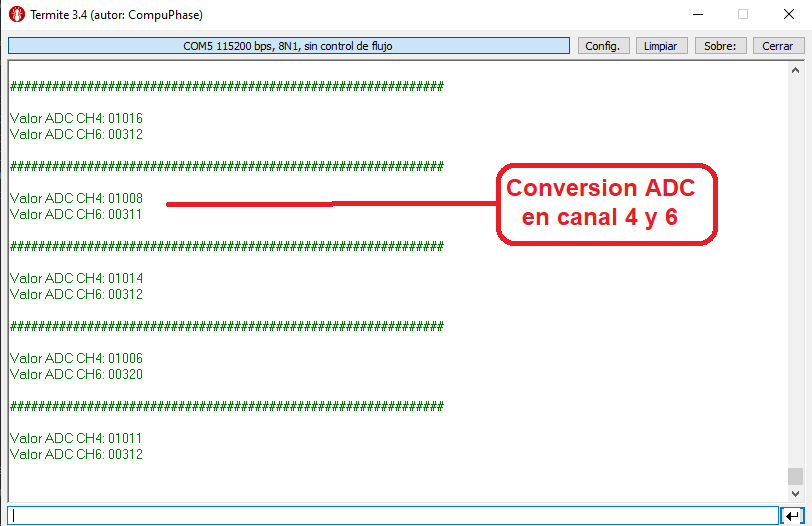 Termite 3.4 (autor: CompuPhase)
COM5 115200 bps, 8N1, sin control de flujo
Config.
Limpiar
Sobre:
Cerrar
##########################################################
Valor ADC CH4: 01016
Valor ADC CH6: 00312
##########################################################
Valor ADC CH4: 01008
Valor ADC CH6: 00311
Conversion ADC
en canal 4 y 6
##########################################################
Valor ADC CH4: 01014
Valor ADC CH6: 00312
##########################################################
Valor ADC CH4: 01006
Valor ADC CH6: 00320
##########################################################
Valor ADC CH4: 01011
Valor ADC CH6: 00312